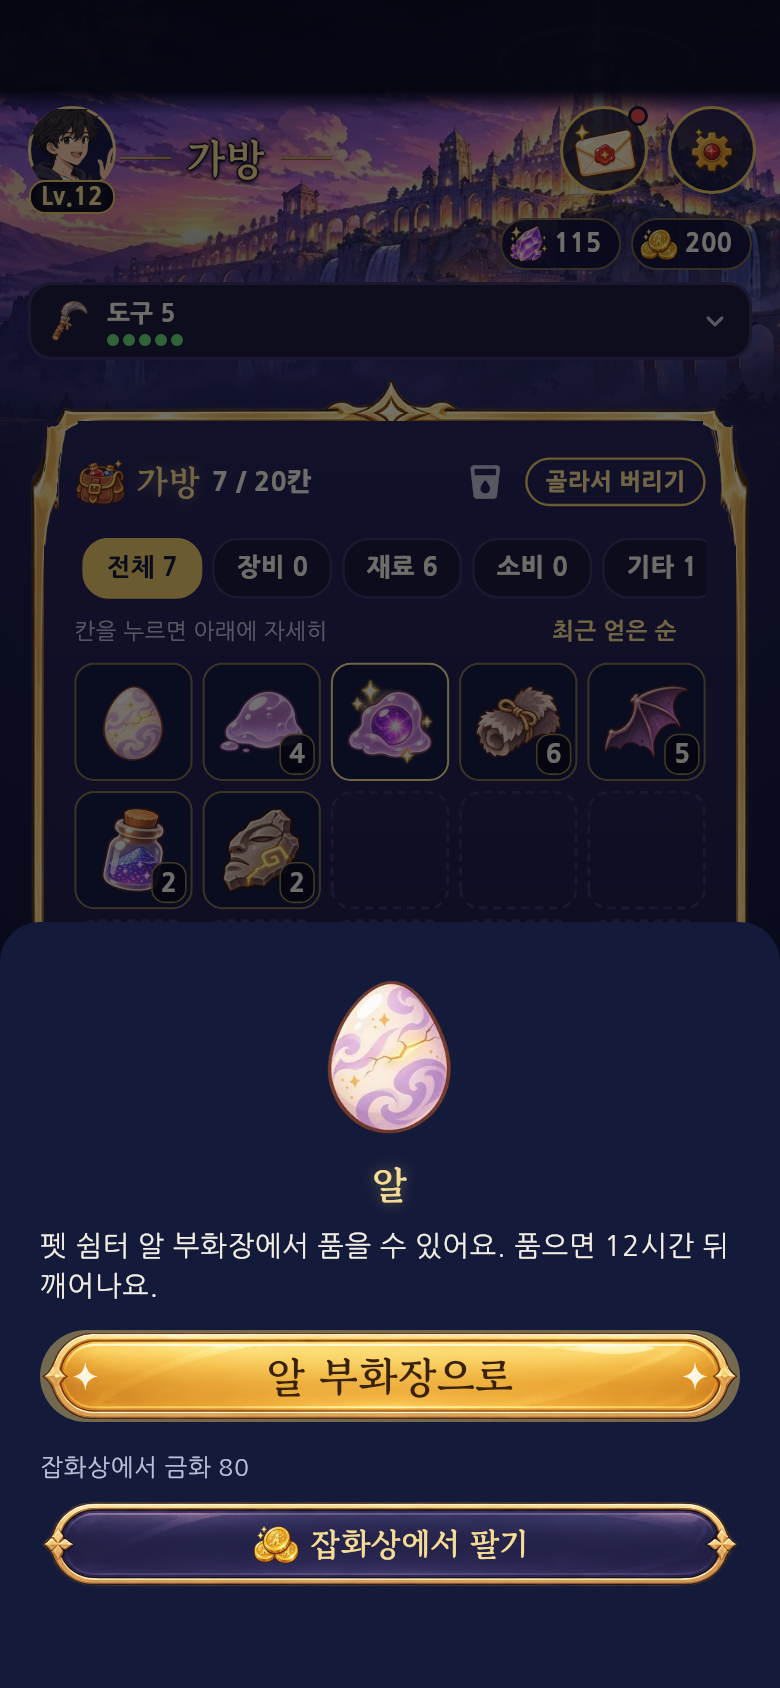 가방
Lv.12
115
200
도구 5
가방 7 / 20칸
골라서 버리기
전체 7
장비 0
재료 6
소비 0
기타 1
칸을 누르면 아래에 자세히
최근 얻은 순
4
6
5
2
2
알
펫 쉼터 알 부화장에서 품을 수 있어요. 품으면 12시간 뒤
깨어나요.
알 부화장으로
잡화상에서 금화 80
잡화상에서 팔기